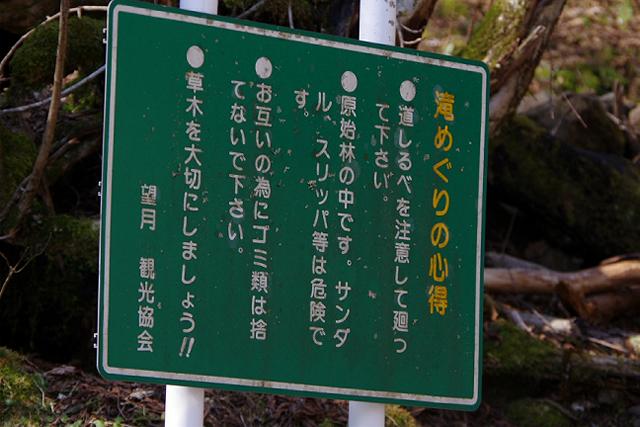 滝めぐりの心得
●道しるべを注意して廻っ
て下さい。
●原始林の中です。サンダ
ル、スリッパ等は危険で
す。
●お互いの為にゴミ類は捨
てないで下さい。
●草木を大切にしましょう!!
望月 観光協会